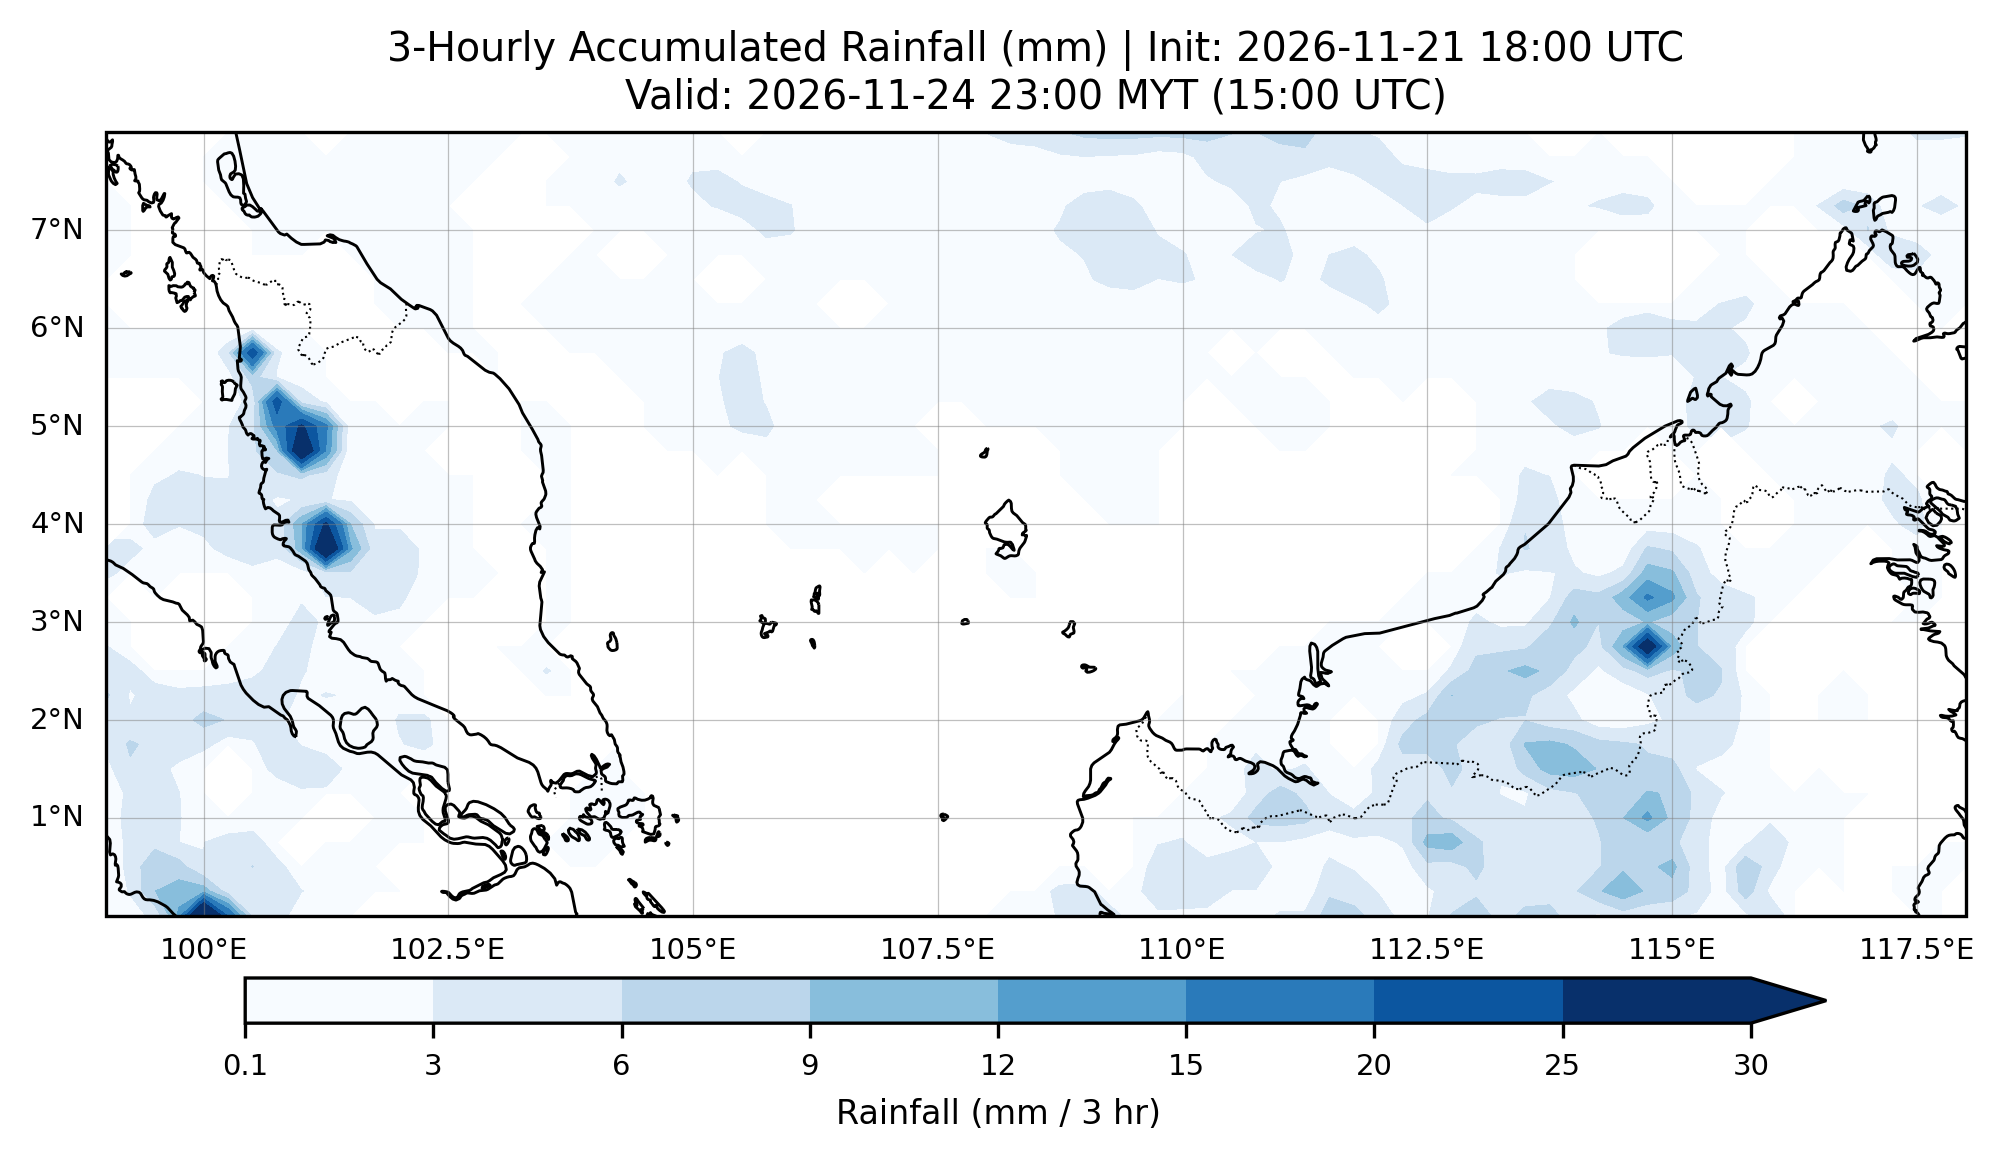 3-Hourly Accumulated Rainfall (mm) | Init: 2026-11-21 18:00 UTC
Valid: 2026-11-24 23:00 MYT (15:00 UTC)
7°N
6°N
5°N
4°N
3°N
2°N
1°N
100°E 102.5°E 105°E 107.5°E 110°E 112.5°E 115°E 117.5°E
0.1 3 6 9 12 15 20 25 30
Rainfall (mm / 3 hr)